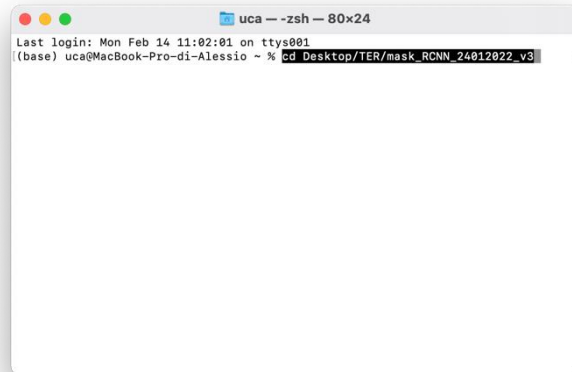 uca — -zsh — 80×24
Last login: Mon Feb 14 11:02:01 on ttys001
[(base) uca@MacBook-Pro-di-Alessio ~ % cd Desktop/TER/mask_RCNN_24012022_v3